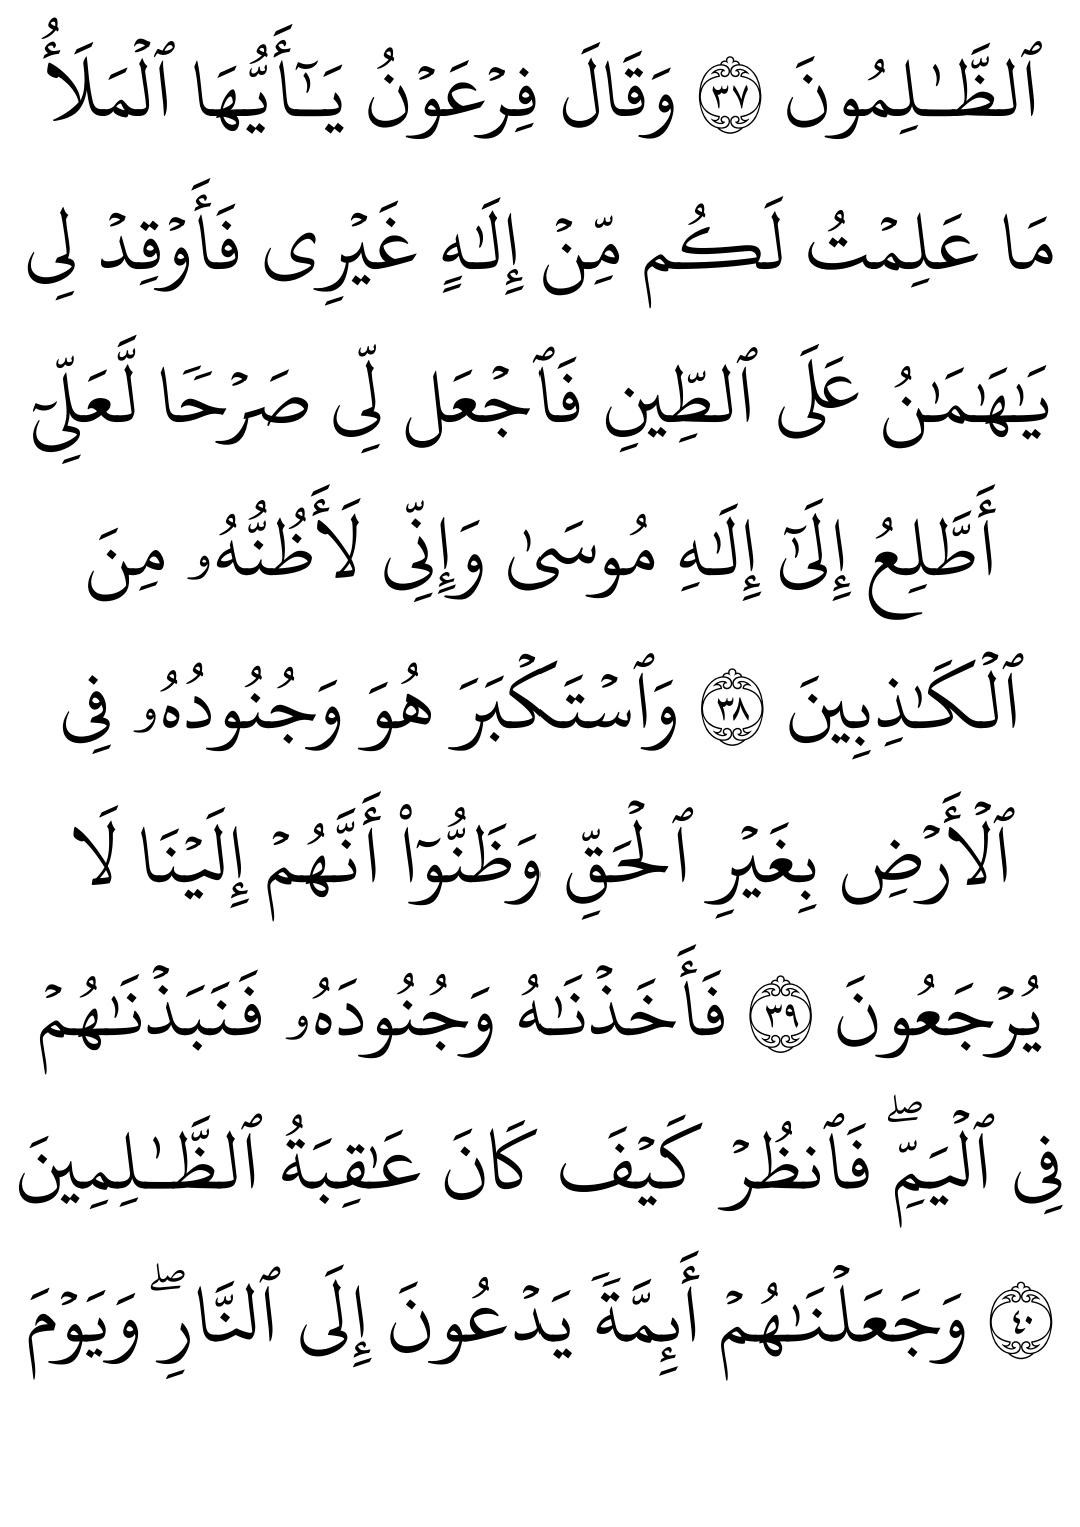 ٱلظَّـٰلِمُونَ ٣٧ وَقَالَ فِرۡعَوۡنُ يَـٰٓأَيُّهَا ٱلۡمَلَأُ
مَا عَلِمۡتُ لَكُم مِّنۡ إِلَـٰهٍ غَيۡرِى فَأَوۡقِدۡ لِى
يَـٰهَـٰمَـٰنُ عَلَى ٱلطِّينِ فَٱجۡعَل لِّى صَرۡحࣰا لَّعَلِّىٓ
أَطَّلِعُ إِلَىٰٓ إِلَـٰهِ مُوسَىٰ وَإِنِّى لَأَظُنُّهُۥ مِنَ
ٱلۡكَـٰذِبِينَ ٣٨ وَٱسۡتَكۡبَرَ هُوَ وَجُنُودُهُۥ فِى
ٱلۡأَرۡضِ بِغَيۡرِ ٱلۡحَقِّ وَظَنُّوٓا۟ أَنَّهُمۡ إِلَيۡنَا لَا
يُرۡجَعُونَ ٣٩ فَأَخَذۡنَـٰهُ وَجُنُودَهُۥ فَنَبَذۡنَـٰهُمۡ
فِى ٱلۡيَمِّۖ فَٱنظُرۡ كَيۡفَ كَانَ عَـٰقِبَةُ ٱلظَّـٰلِمِينَ
٤٠ وَجَعَلۡنَـٰهُمۡ أَىِٕمَّةࣰ يَدۡعُونَ إِلَى ٱلنَّارِۖ وَيَوۡمَ